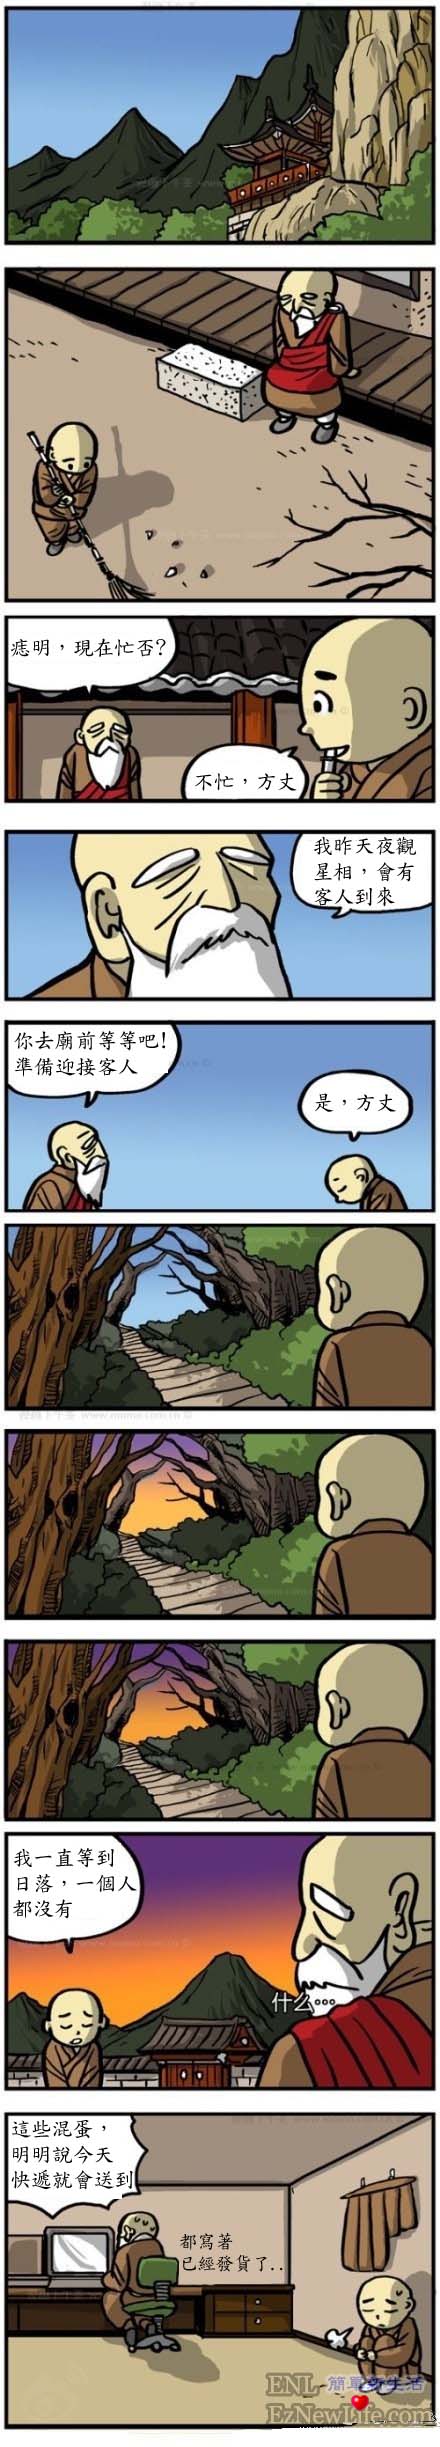 痣明，現在忙否?
不忙，方丈
我昨天夜觀
星相，會有
客人到來
你去廟前等等吧!
準備迎接客人
是，方丈
我一直等到
日落，一個人
都沒有
什么…
這些混蛋，
明明說今天
快遞就會送到
都寫著
已經發貨了..
ENL 簡單新生活
EzNewLife.com